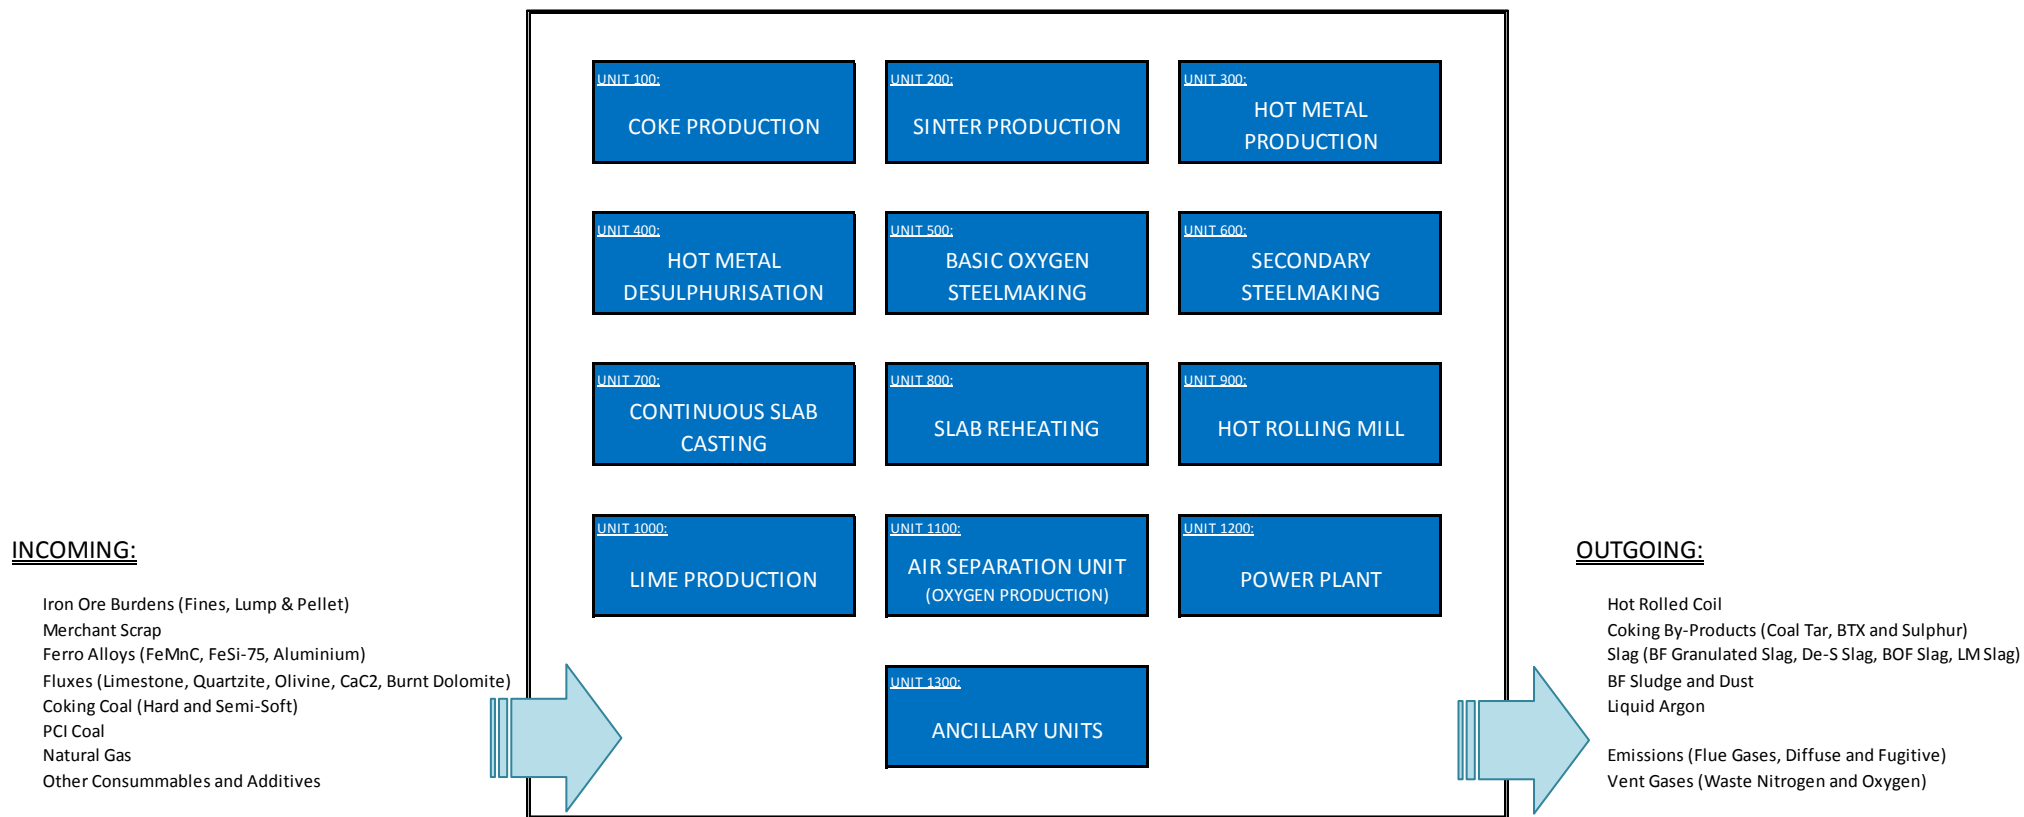 UNIT 100:
COKE PRODUCTION
UNIT 200:
SINTER PRODUCTION
UNIT 300:
HOT METAL
PRODUCTION
UNIT 400:
HOT METAL
DESULPHURISATION
UNIT 500:
BASIC OXYGEN
STEELMAKING
UNIT 600:
SECONDARY
STEELMAKING
UNIT 700:
CONTINUOUS SLAB
CASTING
UNIT 800:
SLAB REHEATING
UNIT 900:
HOT ROLLING MILL
UNIT 1000:
LIME PRODUCTION
UNIT 1100:
AIR SEPARATION UNIT
(OXYGEN PRODUCTION)
UNIT 1200:
POWER PLANT
UNIT 1300:
ANCILLARY UNITS
INCOMING:
Iron Ore Burdens (Fines, Lump & Pellet)
Merchant Scrap
Ferro Alloys (FeMnC, FeSi-75, Aluminium)
Fluxes (Limestone, Quartzite, Olivine, CaC2, Burnt Dolomite)
Coking Coal (Hard and Semi-Soft)
PCI Coal
Natural Gas
Other Consummables and Additives
OUTGOING:
Hot Rolled Coil
Coking By-Products (Coal Tar, BTX and Sulphur)
Slag (BF Granulated Slag, De-S Slag, BOF Slag, LM Slag)
BF Sludge and Dust
Liquid Argon
Emissions (Flue Gases, Diffuse and Fugitive)
Vent Gases (Waste Nitrogen and Oxygen)